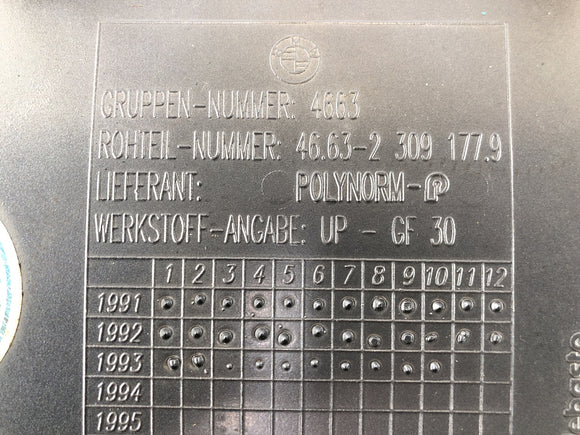 GRUPPEN-NUMMER: 4663
ROHTEIL-NUMMER: 46.63-2 309 177.9
LIEFERANT: POLYNORM-P
WERKSTOFF-ANGABE: UP - GF 30
1 2 3 4 5 6 7 8 9 10 11 12
1991
1992
1993
1994
1995